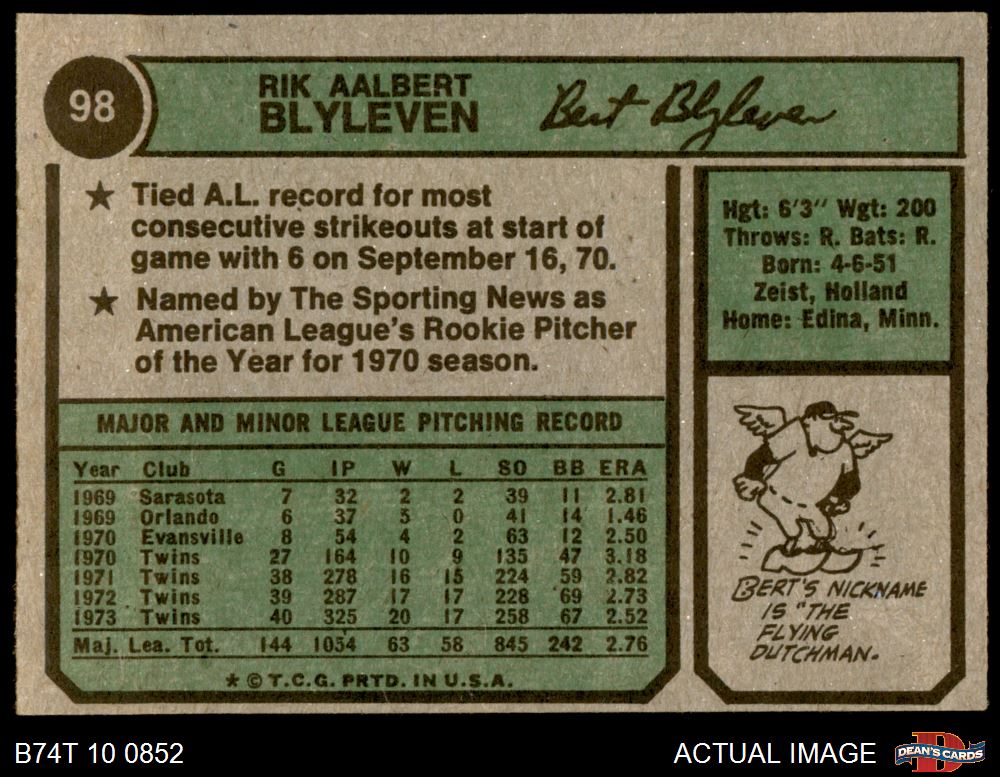 98
RIK AALBERT
BLYLEVEN
Bert Blyleven
★ Tied A.L. record for most
consecutive strikeouts at start of
game with 6 on September 16, 70.
★ Named by The Sporting News as
American League's Rookie Pitcher
of the Year for 1970 season.
Hgt: 6'3" Wgt: 200
Throws: R. Bats: R.
Born: 4-6-51
Zeist, Holland
Home: Edina, Minn.
MAJOR AND MINOR LEAGUE PITCHING RECORD
Year Club G IP W L SO BB ERA
1969 Sarasota 7 32 2 2 39 11 2.81
1969 Orlando 6 37 5 0 41 14 1.46
1970 Evansville 8 54 4 2 63 12 2.50
1970 Twins 27 164 10 9 135 47 3.18
1971 Twins 38 278 16 15 224 59 2.82
1972 Twins 39 287 17 17 228 69 2.73
1973 Twins 40 325 20 17 258 67 2.52
Maj. Lea. Tot. 144 1054 63 58 845 242 2.76
★ © T.C.G. PRTD. IN U.S.A.
BERT'S NICKNAME
IS "THE
FLYING
DUTCHMAN.
B74T 10 0852
ACTUAL IMAGE
DEAN'S CARDS